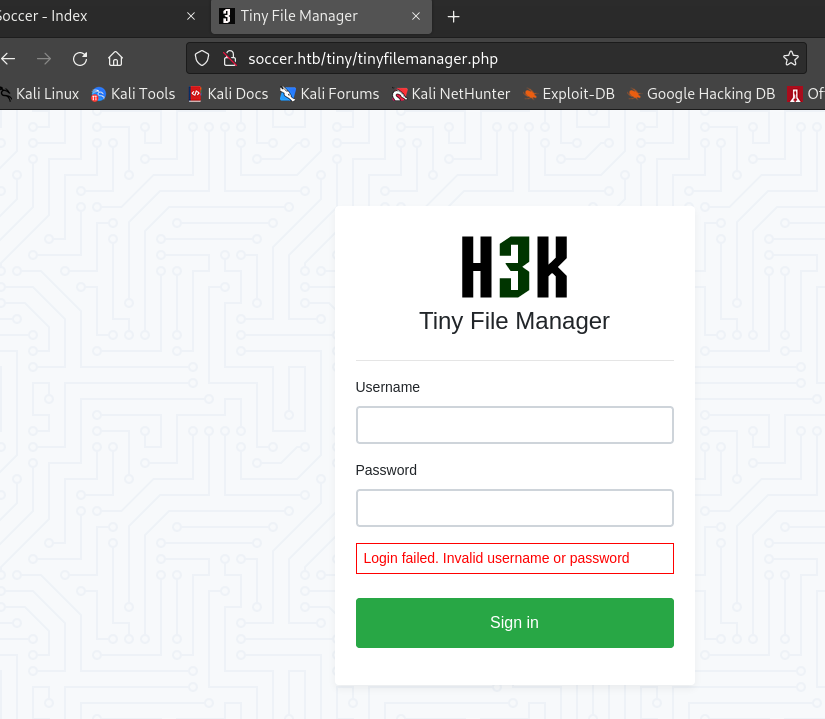 Soccer - Index
H3K Tiny File Manager
soccer.htb/tiny/tinyfilemanager.php
Kali Linux Kali Tools Kali Docs Kali Forums Kali NetHunter Exploit-DB Google Hacking DB Of
H3K
Tiny File Manager
Username
Password
Login failed. Invalid username or password
Sign in